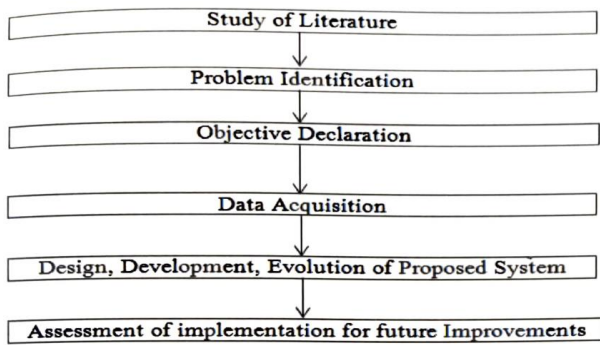 Study of Literature
Problem Identification
Objective Declaration
Data Acquisition
Design, Development, Evolution of Proposed System
Assessment of implementation for future Improvements